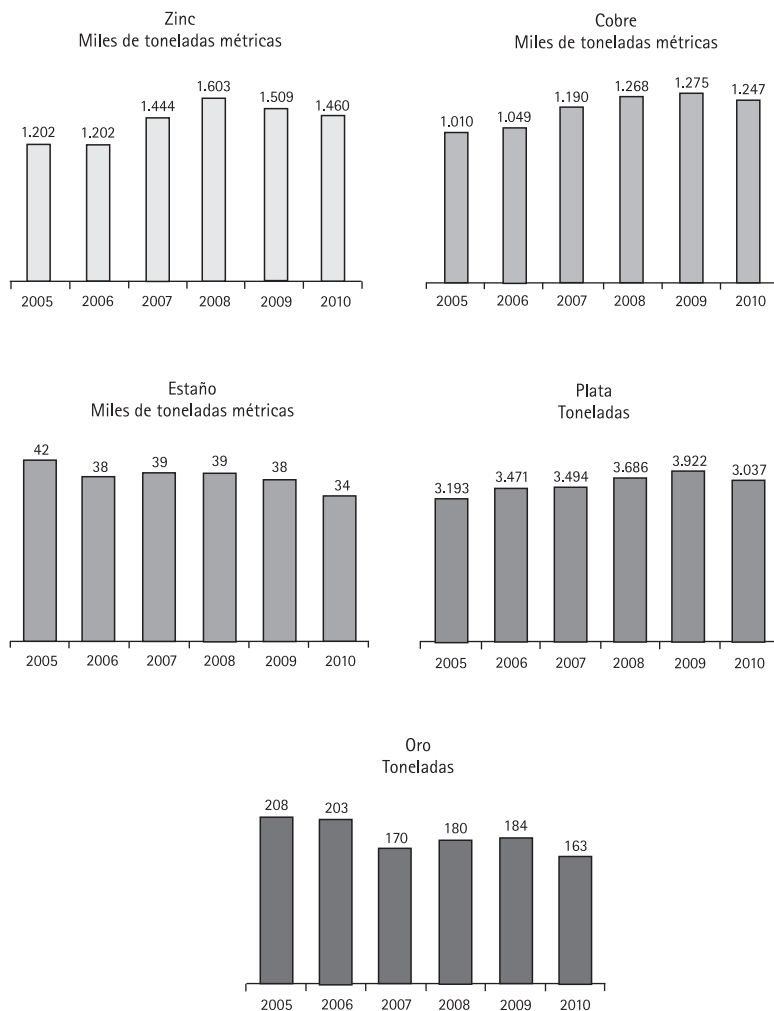 Zinc
Miles de toneladas métricas
1.202
1.202
1.444
1.603
1.509
1.460
2005 2006 2007 2008 2009 2010
Cobre
Miles de toneladas métricas
1.010
1.049
1.190
1.268
1.275
1.247
2005 2006 2007 2008 2009 2010
Estaño
Miles de toneladas métricas
42
38
39
39
38
34
2005 2006 2007 2008 2009 2010
Plata
Toneladas
3.193
3.471
3.494
3.686
3.922
3.037
2005 2006 2007 2008 2009 2010
Oro
Toneladas
208
203
170
180
184
163
2005 2006 2007 2008 2009 2010